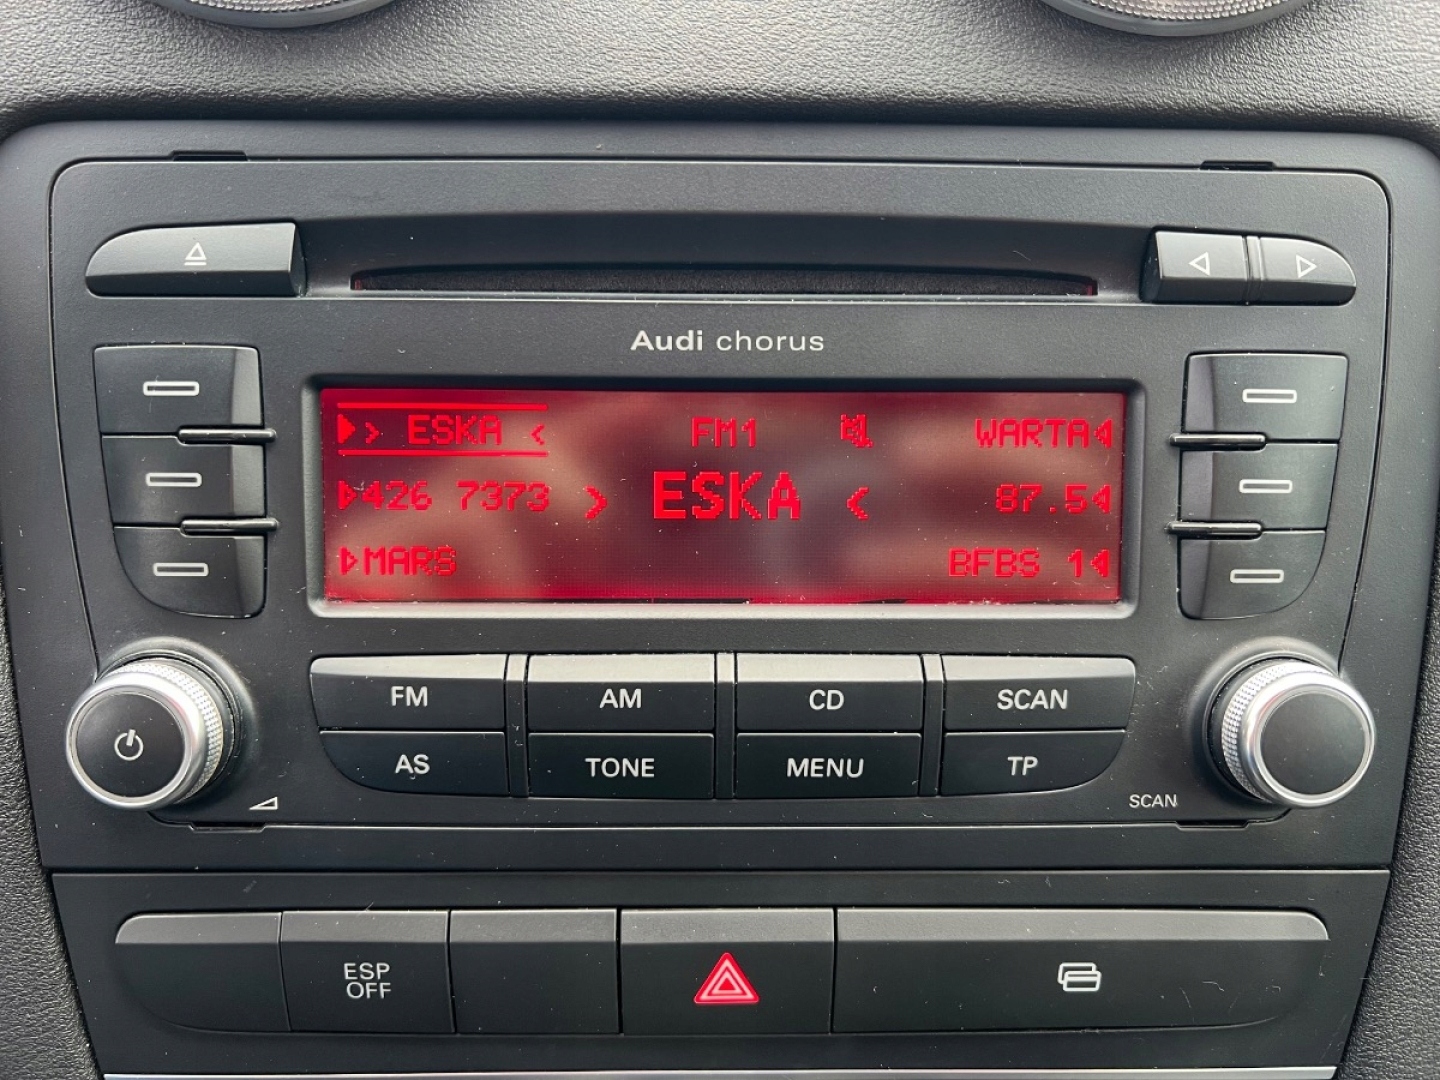 Audi chorus
> ESKA < FM1 WARTA
426 7373 > ESKA < 87.5
MARS BFBS 1
FM AM CD SCAN
AS TONE MENU TP
SCAN
ESP
OFF